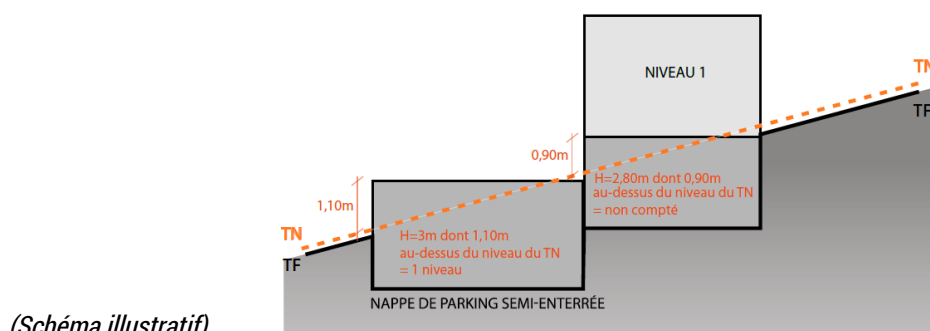 NIVEAU 1
TN
TF
0,90m
H=2,80m dont 0,90m
au-dessus du niveau du TN
= non compté
1,10m
TN
TF
H=3m dont 1,10m
au-dessus du niveau du TN
= 1 niveau
NAPPE DE PARKING SEMI-ENTERRÉE
(Schéma illustratif)